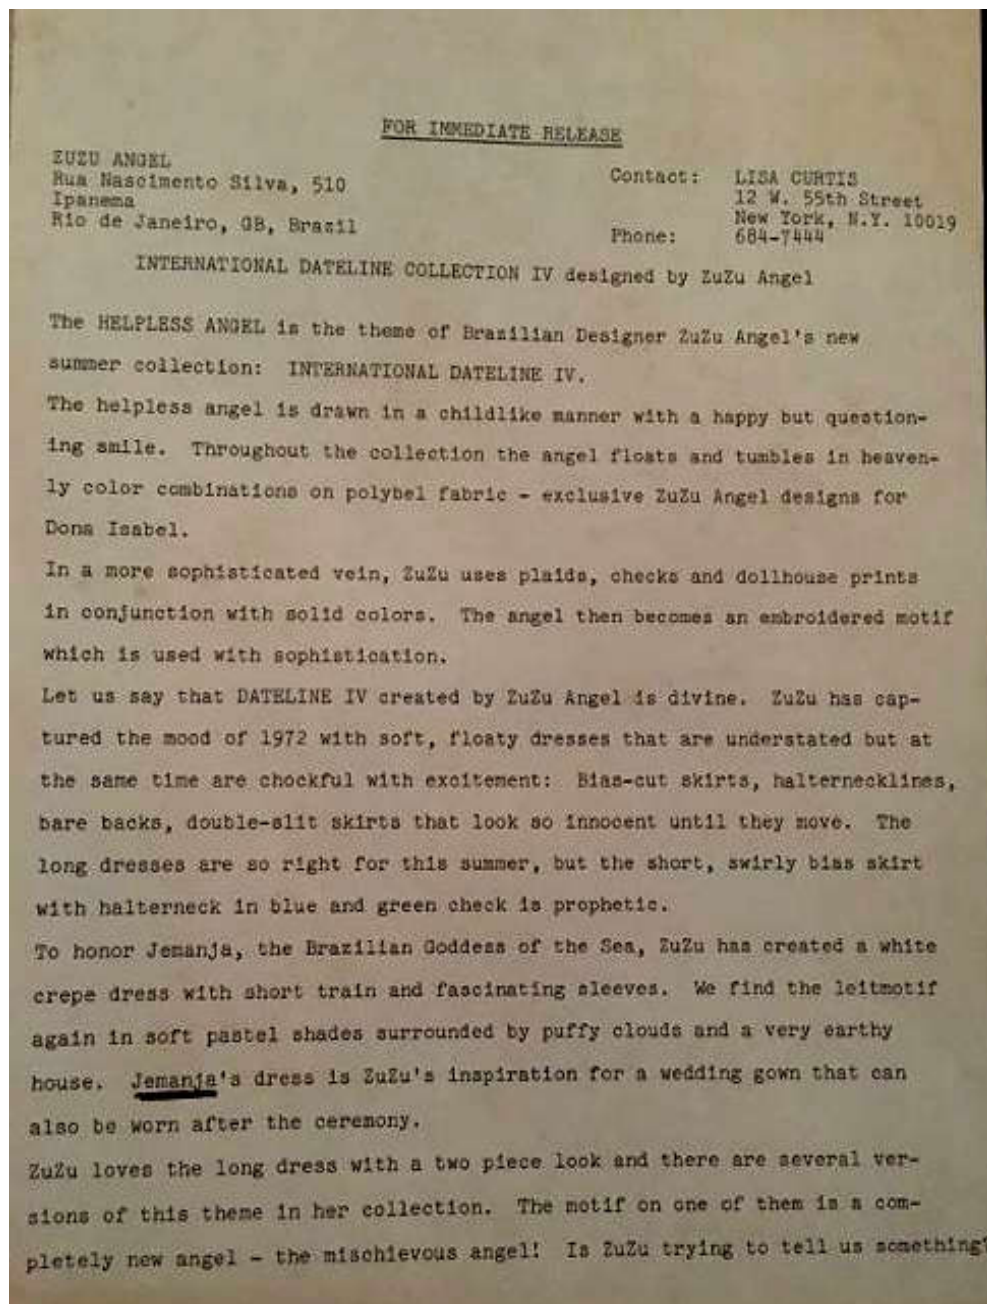 FOR IMMEDIATE RELEASE
ZUZU ANGEL
Rua Nascimento Silva, 510
Ipanema
Rio de Janeiro, GB, Brazil
Contact: LISA CURTIS
12 W. 55th Street
New York, N.Y. 10019
Phone: 684-7444
INTERNATIONAL DATELINE COLLECTION IV designed by ZuZu Angel
The HELPLESS ANGEL is the theme of Brazilian Designer ZuZu Angel's new
summer collection: INTERNATIONAL DATELINE IV.
The helpless angel is drawn in a childlike manner with a happy but question-
ing smile. Throughout the collection the angel floats and tumbles in heaven-
ly color combinations on polybel fabric - exclusive ZuZu Angel designs for
Dona Isabel.
In a more sophisticated vein, ZuZu uses plaids, checks and dollhouse prints
in conjunction with solid colors. The angel then becomes an embroidered motif
which is used with sophistication.
Let us say that DATELINE IV created by ZuZu Angel is divine. ZuZu has cap-
tured the mood of 1972 with soft, floaty dresses that are understated but at
the same time are chockful with excitement: Bias-cut skirts, halternecklines,
bare backs, double-slit skirts that look so innocent until they move. The
long dresses are so right for this summer, but the short, swirly bias skirt
with halterneck in blue and green check is prophetic.
To honor Jemanja, the Brazilian Goddess of the Sea, ZuZu has created a white
crepe dress with short train and fascinating sleeves. We find the leitmotif
again in soft pastel shades surrounded by puffy clouds and a very earthy
house. Jemanja's dress is ZuZu's inspiration for a wedding gown that can
also be worn after the ceremony.
ZuZu loves the long dress with a two piece look and there are several ver-
sions of this theme in her collection. The motif on one of them is a com-
pletely new angel - the mischievous angel! Is ZuZu trying to tell us something?